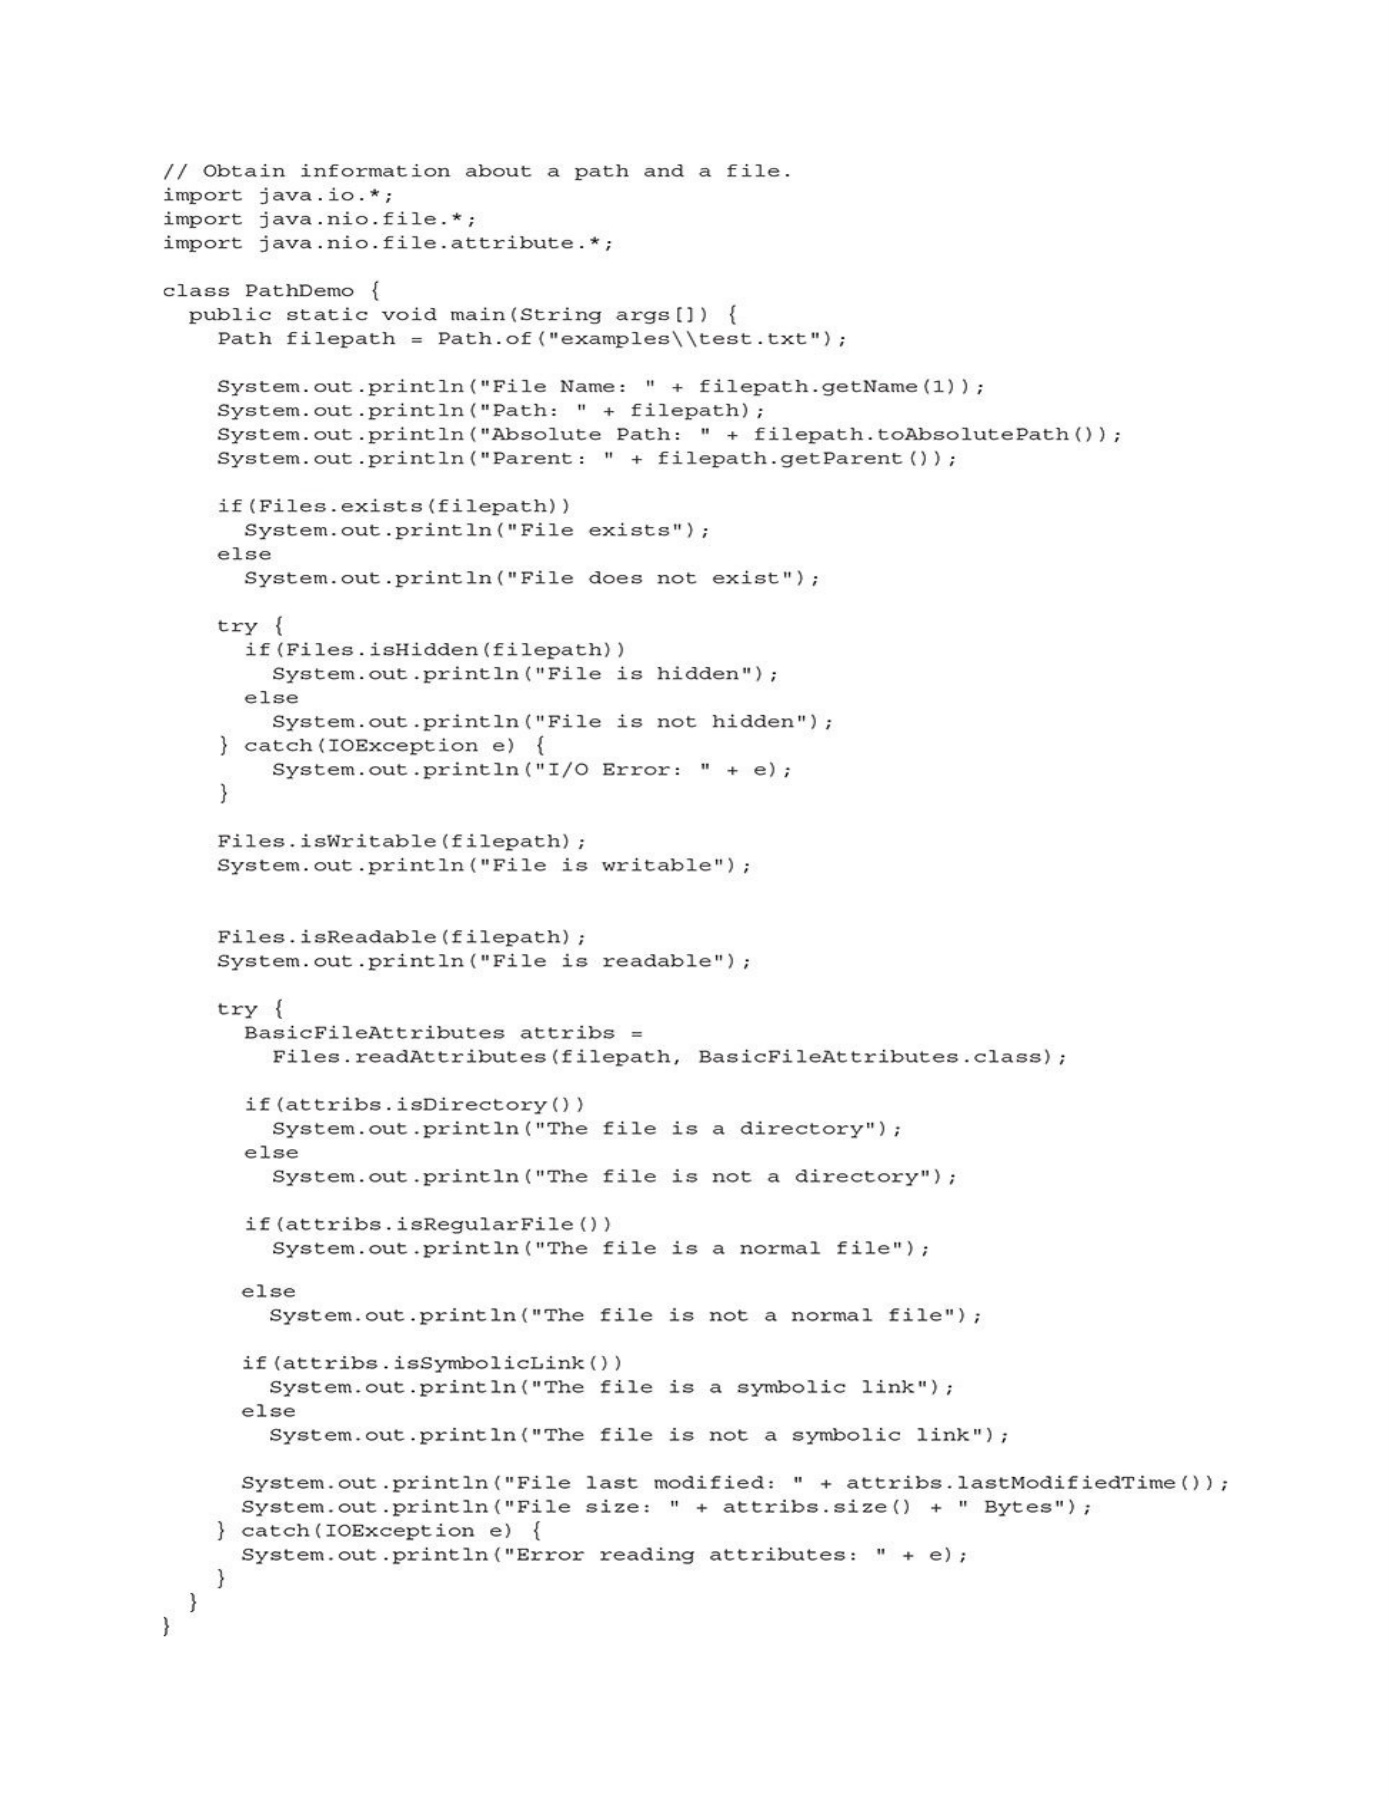 // Obtain information about a path and a file.
import java.io.*;
import java.nio.file.*;
import java.nio.file.attribute.*;

class PathDemo {
  public static void main(String args[]) {
    Path filepath = Path.of("examples\\test.txt");

    System.out.println("File Name: " + filepath.getName(1));
    System.out.println("Path: " + filepath);
    System.out.println("Absolute Path: " + filepath.toAbsolutePath());
    System.out.println("Parent: " + filepath.getParent());

    if(Files.exists(filepath))
      System.out.println("File exists");
    else
      System.out.println("File does not exist");

    try {
      if(Files.isHidden(filepath))
        System.out.println("File is hidden");
      else
        System.out.println("File is not hidden");
    } catch(IOException e) {
        System.out.println("I/O Error: " + e);
    }

    Files.isWritable(filepath);
    System.out.println("File is writable");

    Files.isReadable(filepath);
    System.out.println("File is readable");

    try {
      BasicFileAttributes attribs =
        Files.readAttributes(filepath, BasicFileAttributes.class);

      if(attribs.isDirectory())
        System.out.println("The file is a directory");
      else
        System.out.println("The file is not a directory");

      if(attribs.isRegularFile())
        System.out.println("The file is a normal file");

      else
        System.out.println("The file is not a normal file");

      if(attribs.isSymbolicLink())
        System.out.println("The file is a symbolic link");
      else
        System.out.println("The file is not a symbolic link");

      System.out.println("File last modified: " + attribs.lastModifiedTime());
      System.out.println("File size: " + attribs.size() + " Bytes");
    } catch(IOException e) {
      System.out.println("Error reading attributes: " + e);
    }
  }
}